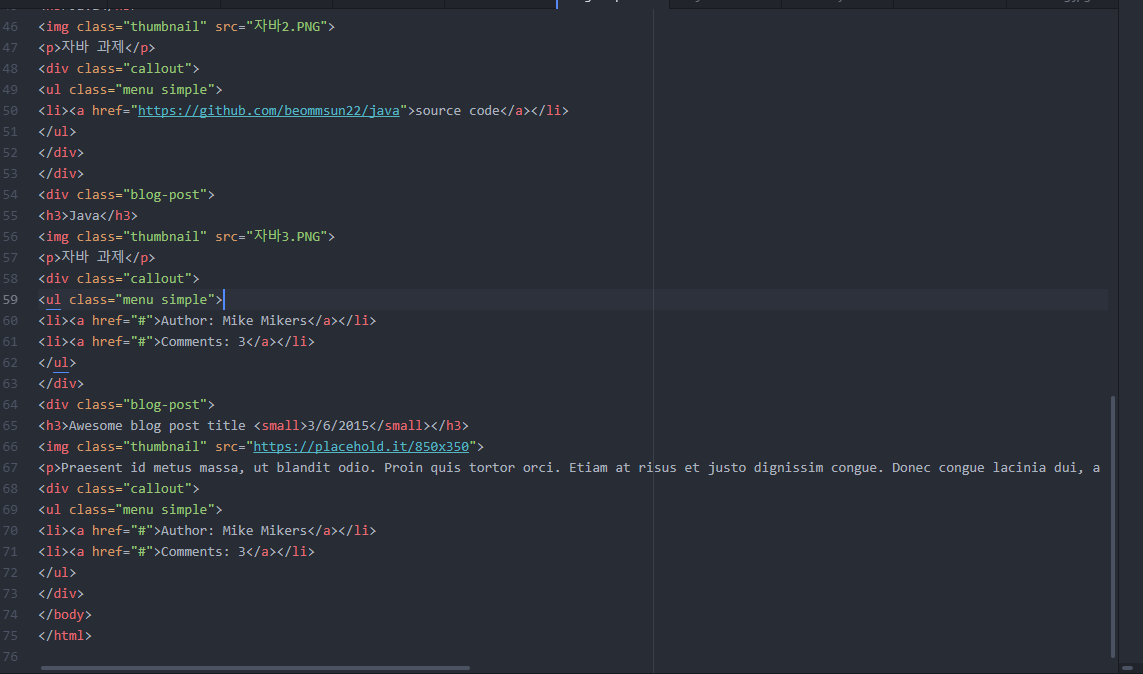 46 <img class="thumbnail" src="자바2.PNG">
47 <p>자바 과제</p>
48 <div class="callout">
49 <ul class="menu simple">
50 <li><a href="https://github.com/beommsun22/java">source code</a></li>
51 </ul>
52 </div>
53 </div>
54 <div class="blog-post">
55 <h3>Java</h3>
56 <img class="thumbnail" src="자바3.PNG">
57 <p>자바 과제</p>
58 <div class="callout">
59 <ul class="menu simple">
60 <li><a href="#">Author: Mike Mikers</a></li>
61 <li><a href="#">Comments: 3</a></li>
62 </ul>
63 </div>
64 <div class="blog-post">
65 <h3>Awesome blog post title <small>3/6/2015</small></h3>
66 <img class="thumbnail" src="https://placehold.it/850x350">
67 <p>Praesent id metus massa, ut blandit odio. Proin quis tortor orci. Etiam at risus et justo dignissim congue. Donec congue lacinia dui, a
68 <div class="callout">
69 <ul class="menu simple">
70 <li><a href="#">Author: Mike Mikers</a></li>
71 <li><a href="#">Comments: 3</a></li>
72 </ul>
73 </div>
74 </body>
75 </html>
76